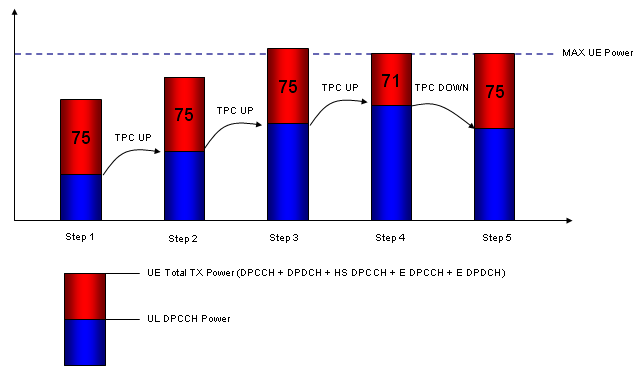 MAX UE Power
75
TPC UP
75
TPC UP
75
TPC UP
71
TPC DOWN
75
Step 1
Step 2
Step 3
Step 4
Step 5
UE Total TX Power (DPCCH + DPDCH + HS DPCCH + E DPCCH + E DPDCH)
UL DPCCH Power